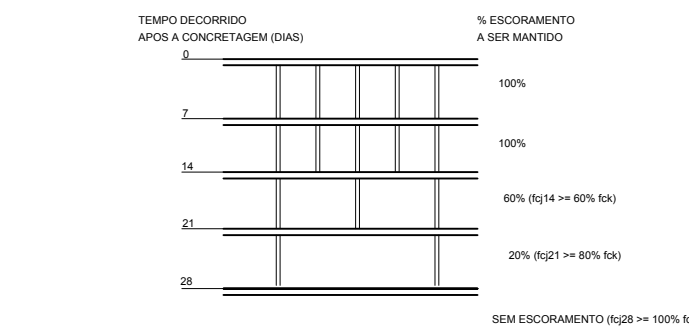 TEMPO DECORRIDO
APOS A CONCRETAGEM (DIAS)
% ESCORAMENTO
A SER MANTIDO
0
100%
7
100%
14
60% (fcj14 >= 60% fck)
21
20% (fcj21 >= 80% fck)
28
SEM ESCORAMENTO (fcj28 >= 100% fc